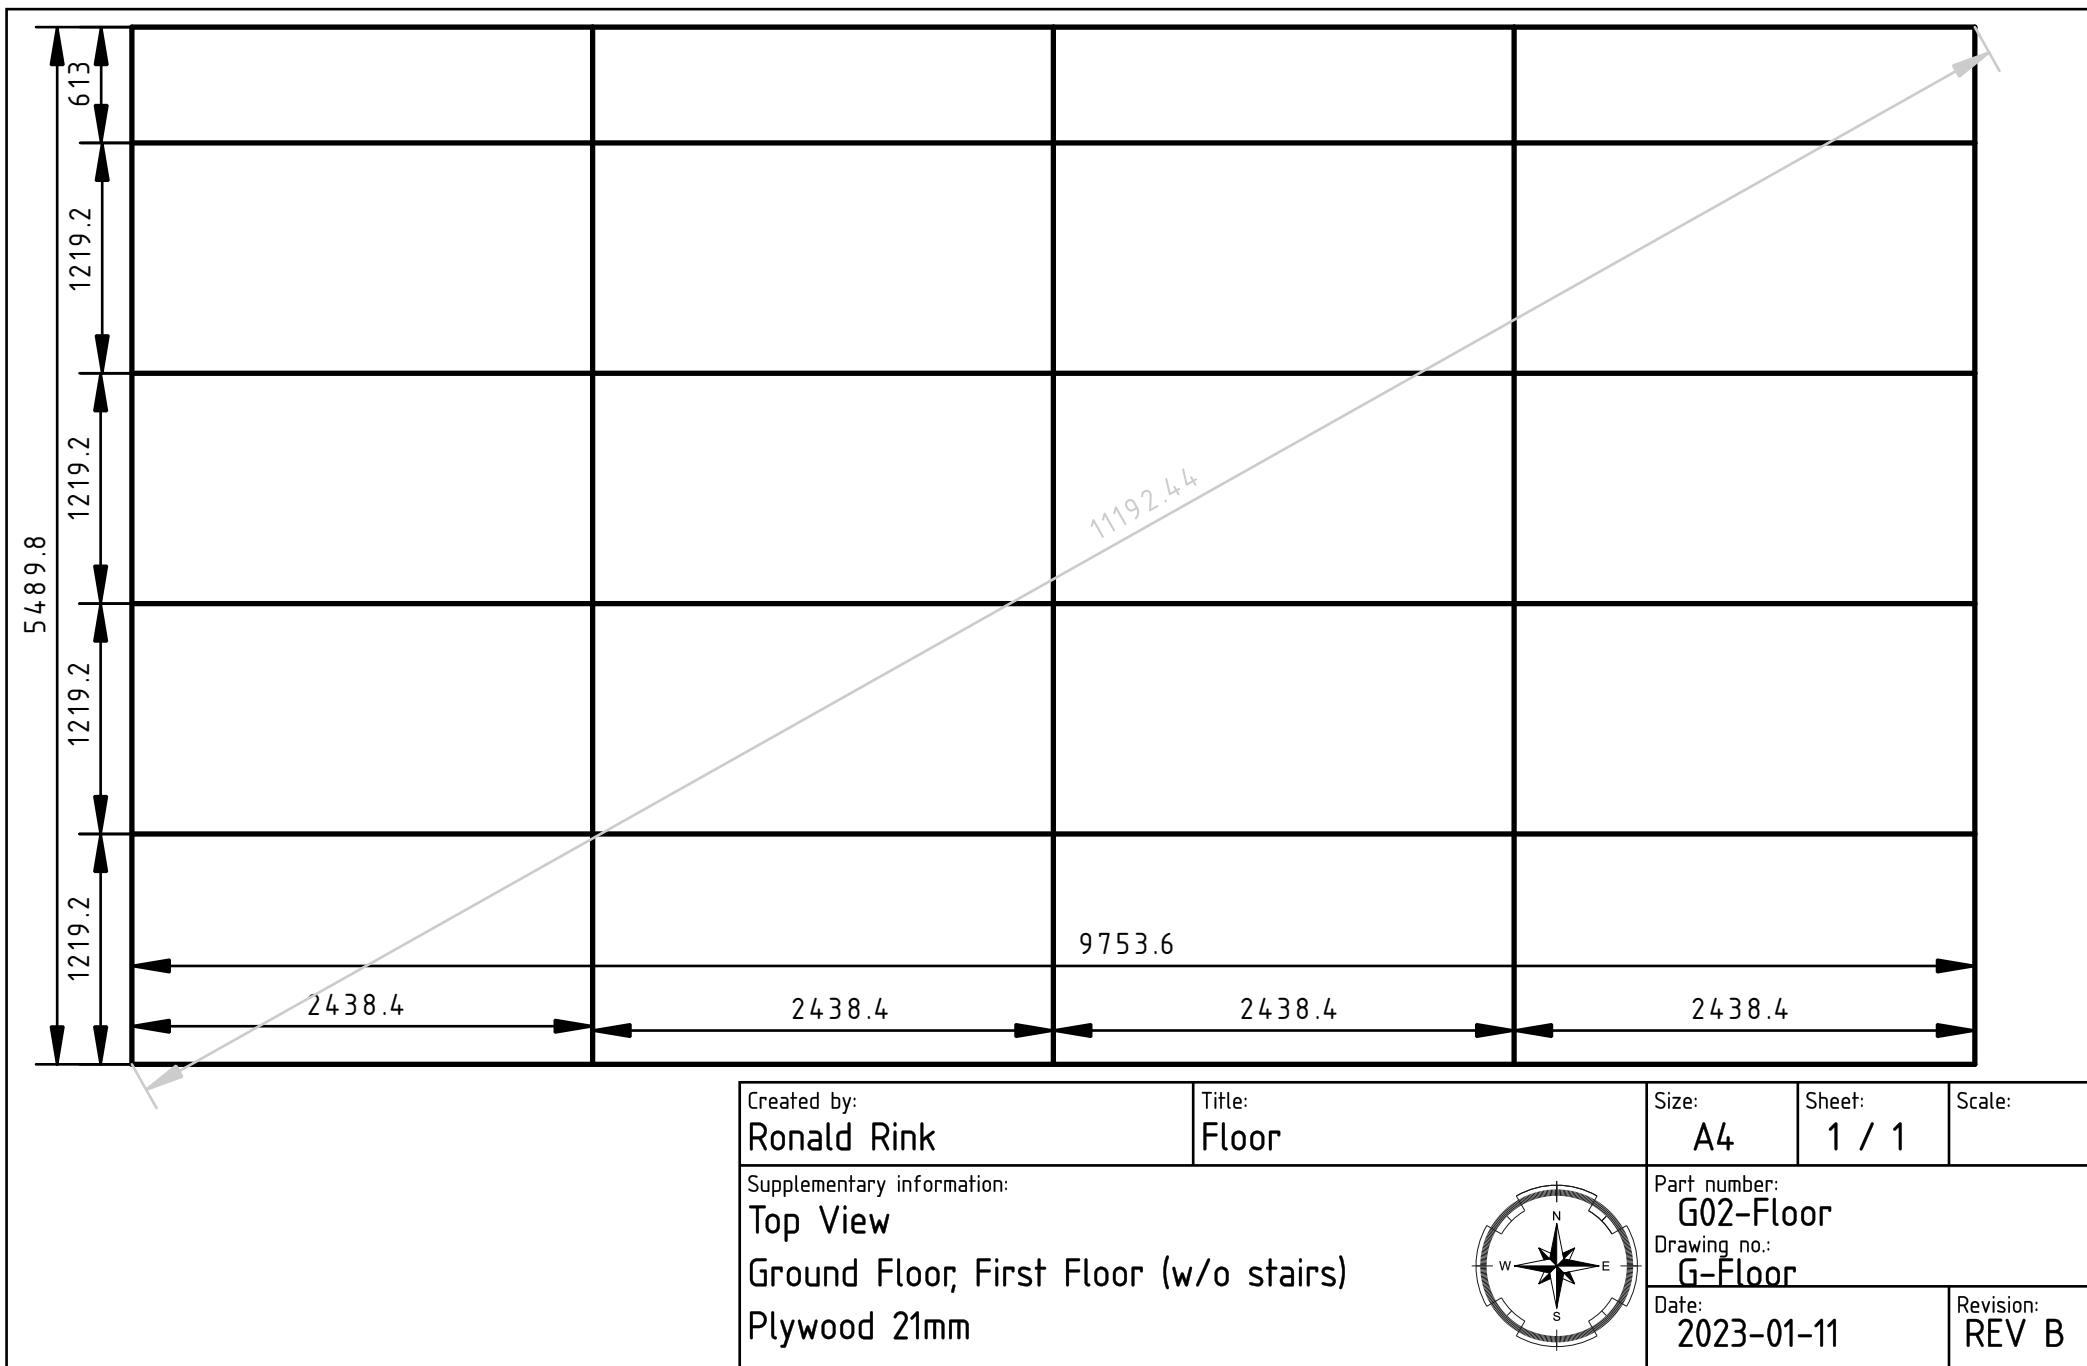 613
1219.2
1219.2
1219.2
1219.2
5489.8
11192.44
9753.6
2438.4
2438.4
2438.4
2438.4
Created by:
Ronald Rink
Title:
Floor
Size:
A4
Sheet:
1 / 1
Scale:
Supplementary information:
Top View
Ground Floor, First Floor (w/o stairs)
Plywood 21mm
N
W
E
S
Part number:
G02-Floor
Drawing no.:
G-Floor
Date:
2023-01-11
Revision:
REV B